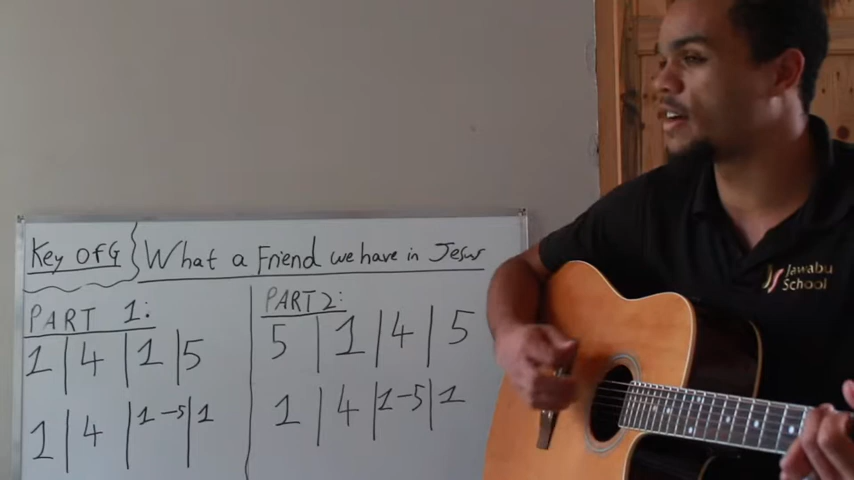 Key of G What a Friend we have in Jesus
PART 1:
1 | 4 | 1 | 5
1 | 4 | 1-5 | 1
PART 2:
5 | 1 | 4 | 5
1 | 4 | 1-5 | 1
Jawabu
School